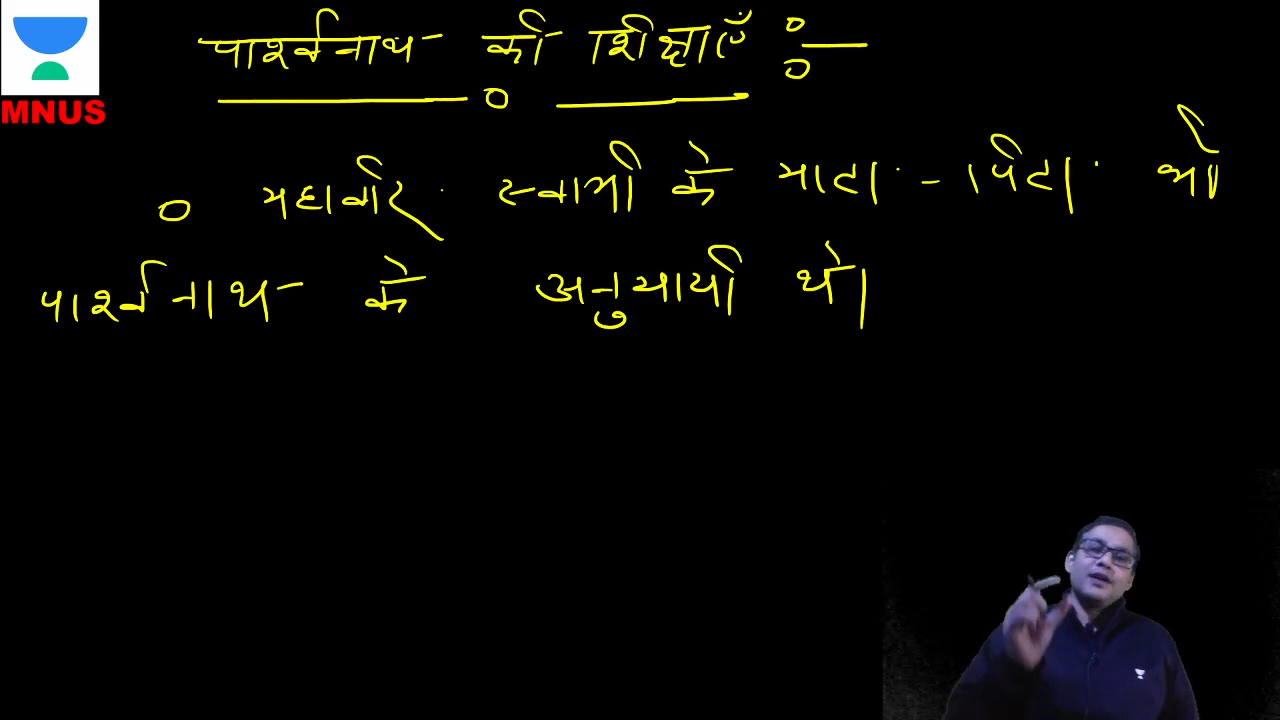 MNUS
पार्श्वनाथ की शिक्षाएँ :-
० महावीर स्वामी के माता - पिता भी
पार्श्वनाथ के अनुयायी थे।